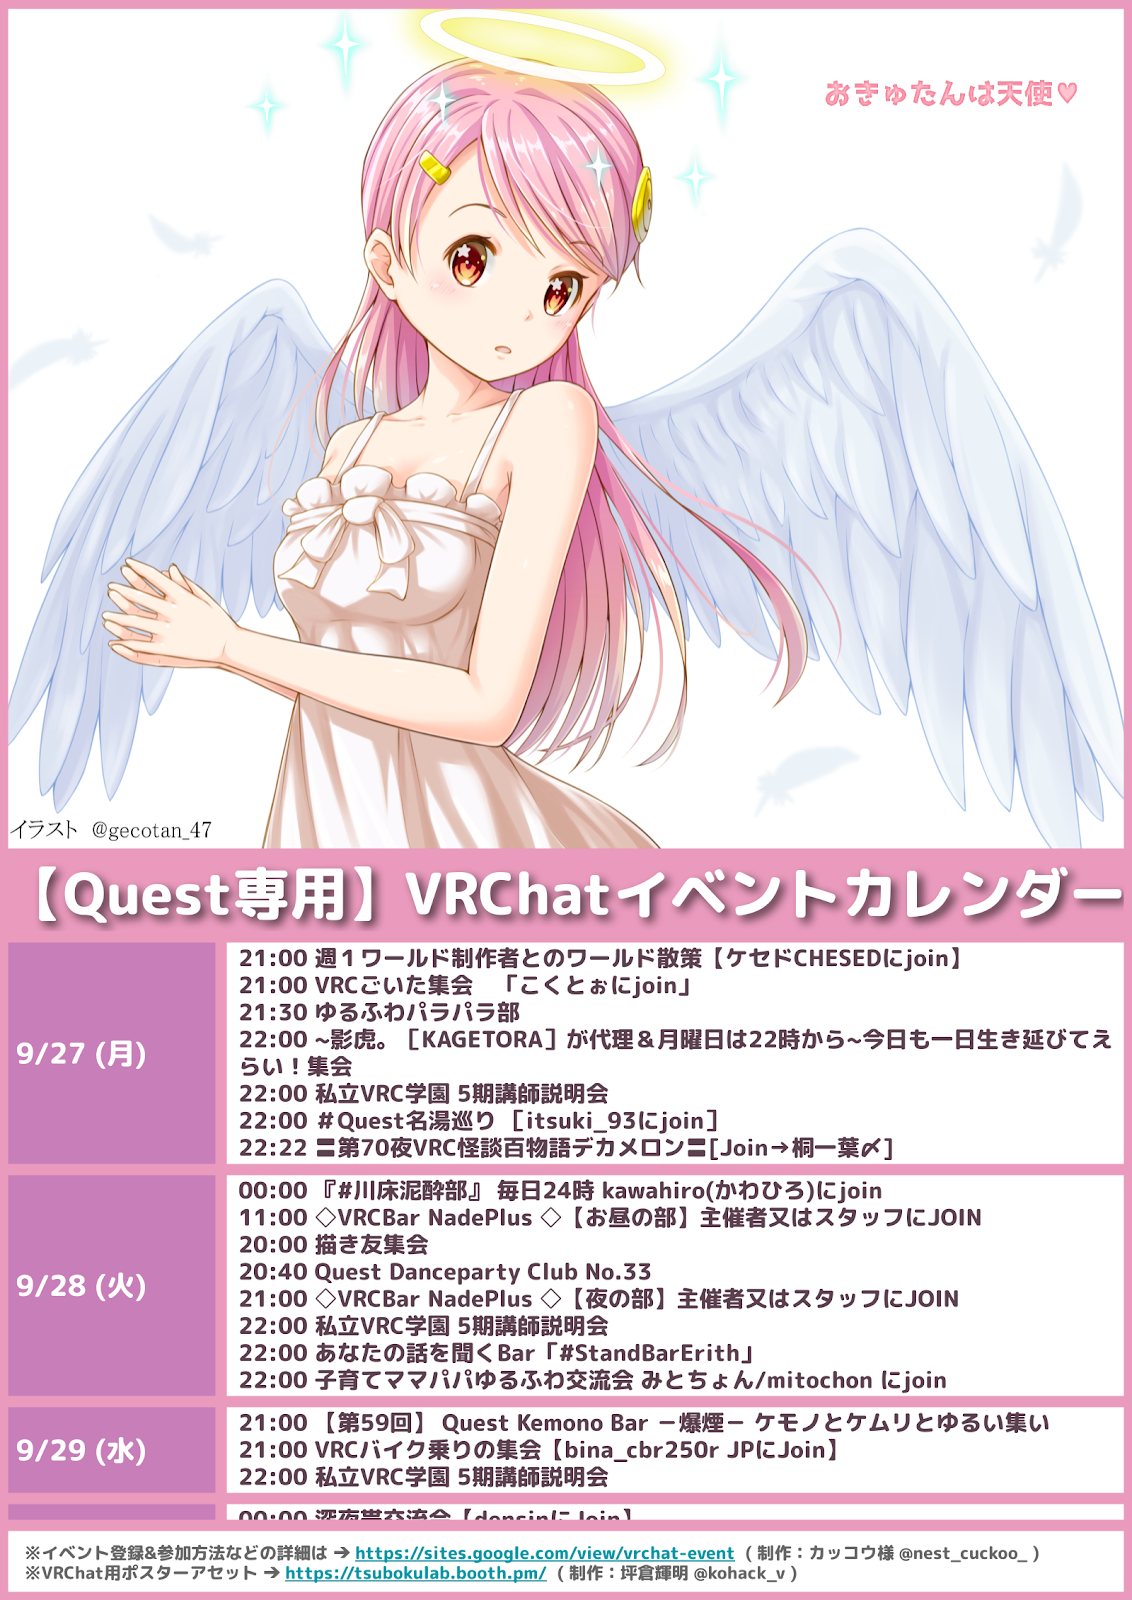 おきゅたんは天使♥
イラスト @gecotan_47
【Quest専用】VRChatイベントカレンダー
9/27 (月)
21:00 週１ワールド制作者とのワールド散策【ケセドCHESEDにjoin】
21:00 VRCごいた集会　「こくとぉにjoin」
21:30 ゆるふわパラパラ部
22:00 ~影虎。［KAGETORA］が代理＆月曜日は22時から~今日も一日生き延びてえ
らい！集会
22:00 私立VRC学園 5期講師説明会
22:00 ＃Quest名湯巡り ［itsuki_93にjoin］
22:22 〓第70夜VRC怪談百物語デカメロン〓[Join→桐一葉〆]
9/28 (火)
00:00 『#川床泥酔部』 毎日24時 kawahiro(かわひろ)にjoin
11:00 ◇VRCBar NadePlus ◇【お昼の部】主催者又はスタッフにJOIN
20:00 描き友集会
20:40 Quest Danceparty Club No.33
21:00 ◇VRCBar NadePlus ◇【夜の部】主催者又はスタッフにJOIN
22:00 私立VRC学園 5期講師説明会
22:00 あなたの話を聞くBar「#StandBarErith」
22:00 子育てママパパゆるふわ交流会 みとちょん/mitochon にjoin
9/29 (水)
21:00 【第59回】 Quest Kemono Bar －爆煙－ ケモノとケムリとゆるい集い
21:00 VRCバイク乗りの集会【bina_cbr250r JPにJoin】
22:00 私立VRC学園 5期講師説明会
00:00 深夜帯交流会【densinにJoin】
※イベント登録&参加方法などの詳細は ➔ https://sites.google.com/view/vrchat-event ( 制作：カッコウ様 @nest_cuckoo_ )
※VRChat用ポスターアセット ➔ https://tsubokulab.booth.pm/ ( 制作：坪倉輝明 @kohack_v )